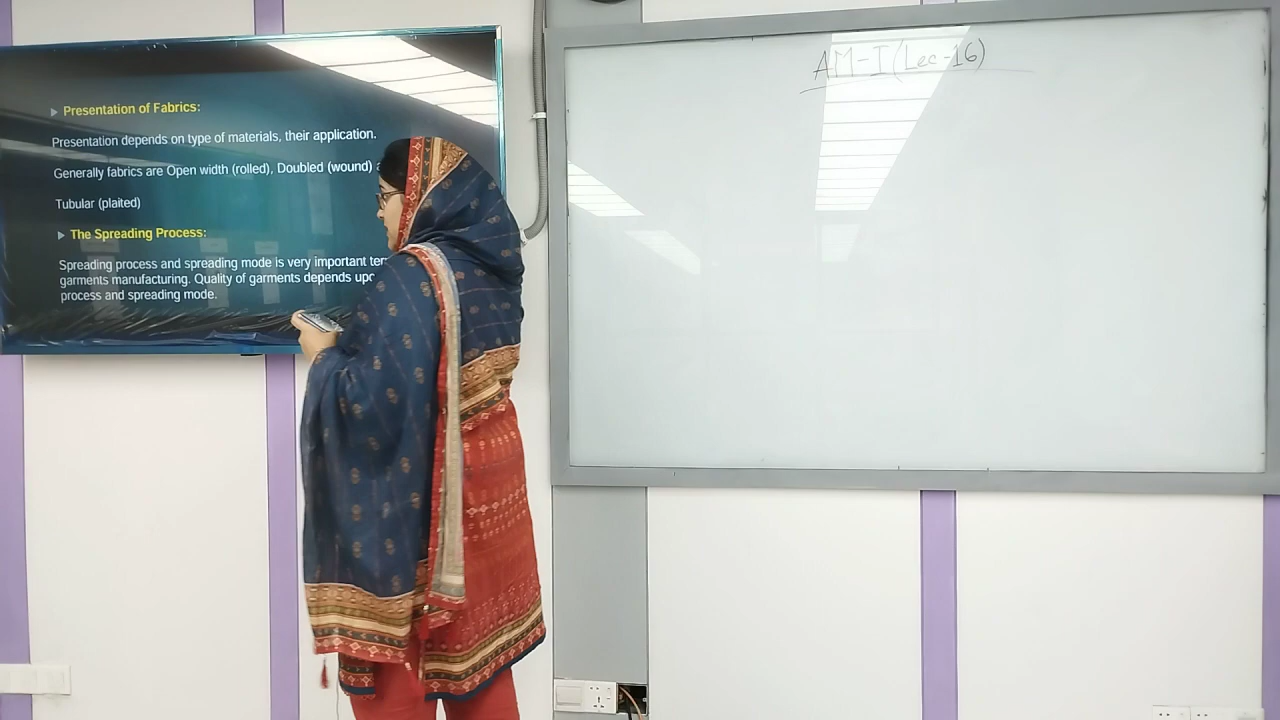 Presentation of Fabrics:
Presentation depends on type of materials, their application.
Generally fabrics are Open width (rolled), Doubled (wound)
Tubular (plaited)
The Spreading Process:
Spreading process and spreading mode is very important
garments manufacturing. Quality of garments depends
process and spreading mode.
AM-I (Lec-16)